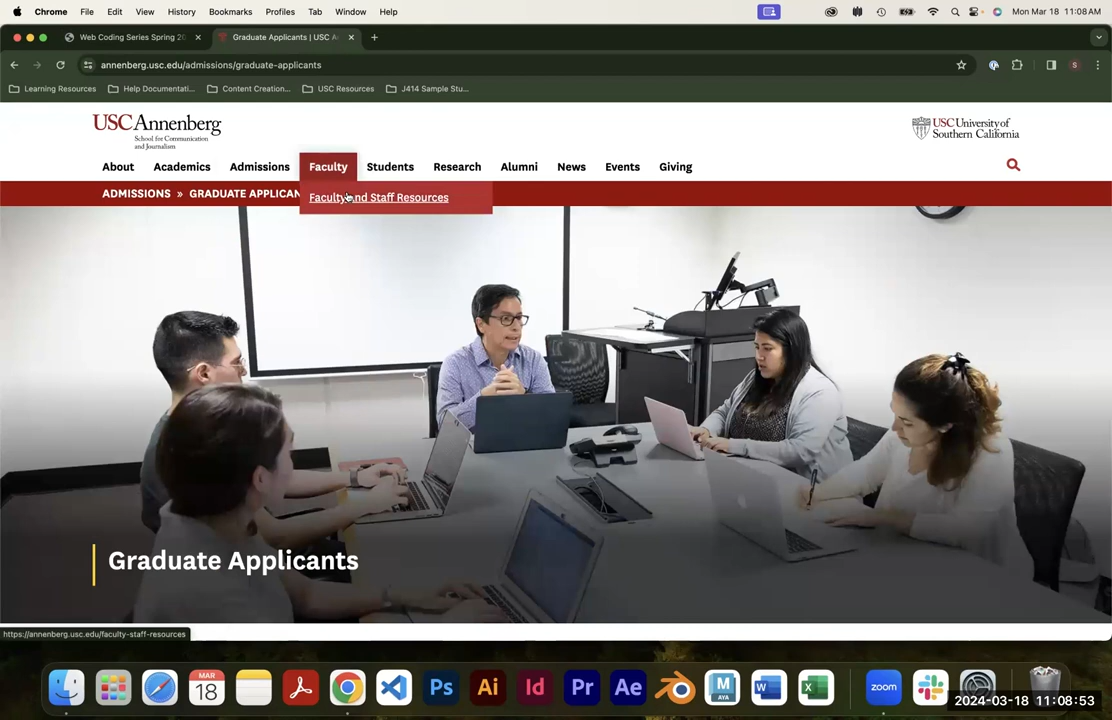 Chrome File Edit View History Bookmarks Profiles Tab Window Help Mon Mar 18 11:08 AM
Web Coding Series Spring 20 Graduate Applicants | USC A
annenberg.usc.edu/admissions/graduate-applicants S
Learning Resources Help Documentati... Content Creation... USC Resources J414 Sample Stu...
USC Annenberg
School for Communication
and Journalism
USC University of
Southern California
About Academics Admissions Faculty Students Research Alumni News Events Giving
ADMISSIONS » GRADUATE APPLICAN
Faculty and Staff Resources
Graduate Applicants
https://annenberg.usc.edu/faculty-staff-resources
MAR
18
Ps Ai Id Pr Ae MAYA W X zoom
2024-03-18 11:08:53